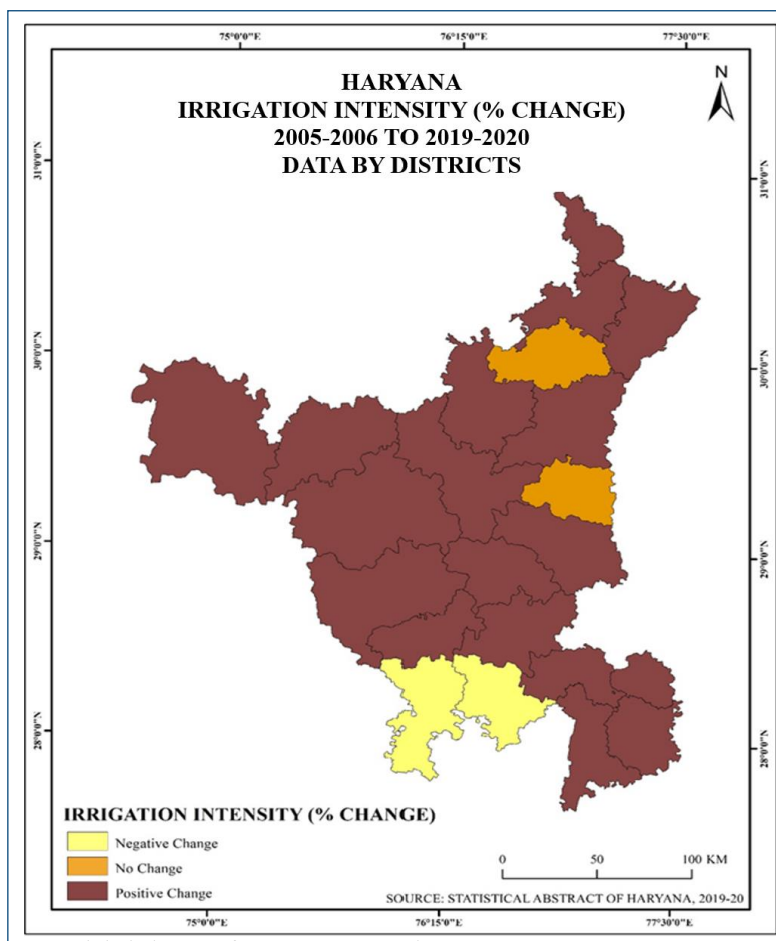 75°0'0"E 76°15'0"E 77°30'0"E
N
HARYANA
IRRIGATION INTENSITY (% CHANGE)
2005-2006 TO 2019-2020
DATA BY DISTRICTS
31°0'0"N 31°0'0"N
30°0'0"N 30°0'0"N
29°0'0"N 29°0'0"N
28°0'0"N 28°0'0"N
IRRIGATION INTENSITY (% CHANGE)
Negative Change
No Change
Positive Change
0 50 100 KM
SOURCE: STATISTICAL ABSTRACT OF HARYANA, 2019-20
75°0'0"E 76°15'0"E 77°30'0"E